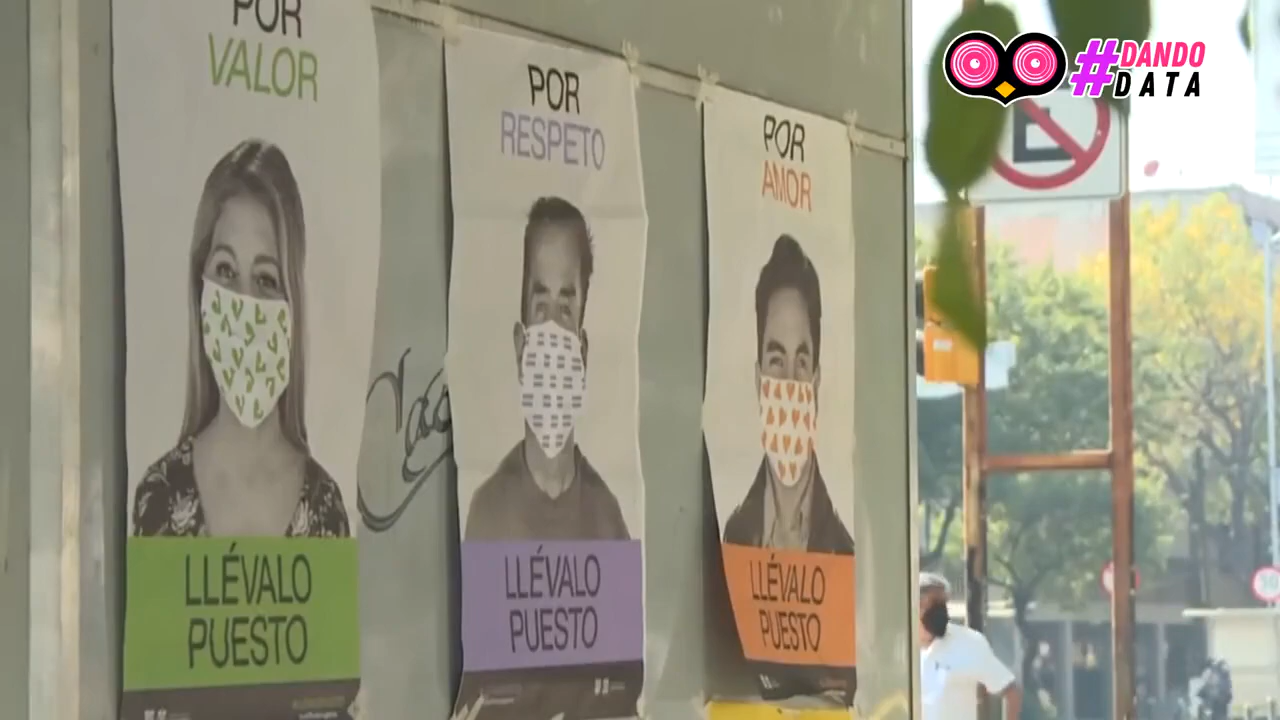 POR
VALOR
LLÉVALO
PUESTO
POR
RESPETO
LLÉVALO
PUESTO
POR
AMOR
LLÉVALO
PUESTO
#DANDO
DATA
E